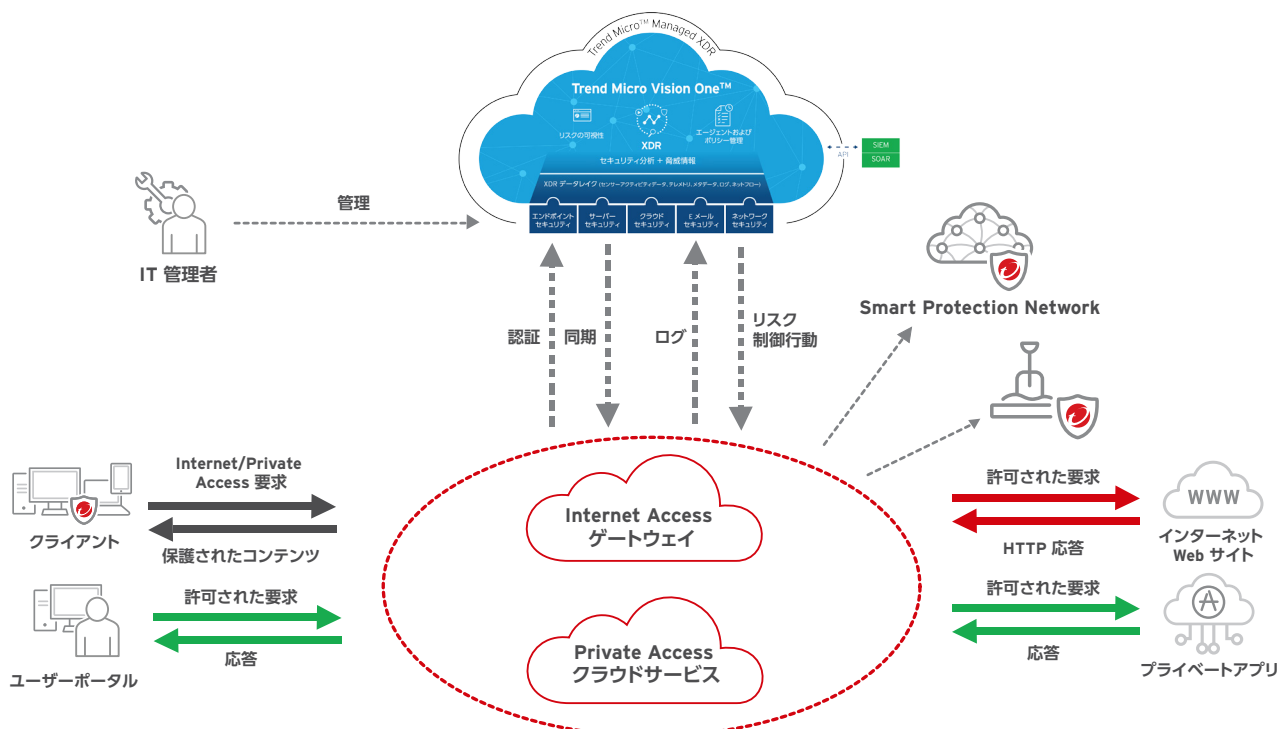 Trend Micro™ Managed XDR
Trend Micro Vision One™
リスクの可視性
XDR
エージェントおよび
ポリシー管理
セキュリティ分析 + 脅威情報
XDR データレイク (センサーアクティビティデータ、テレメトリ、メタデータ、ログ、ネットフロー)
エンドポイント
セキュリティ
サーバー
セキュリティ
クラウド
セキュリティ
E メール
セキュリティ
ネットワーク
セキュリティ
API
SIEM
SOAR
管理
IT 管理者
認証
同期
ログ
リスク
制御行動
Smart Protection Network
Internet/Private
Access 要求
クライアント
保護されたコンテンツ
許可された要求
応答
ユーザーポータル
Internet Access
ゲートウェイ
Private Access
クラウドサービス
許可された要求
HTTP 応答
WWW
インターネット
Web サイト
許可された要求
応答
プライベートアプリ